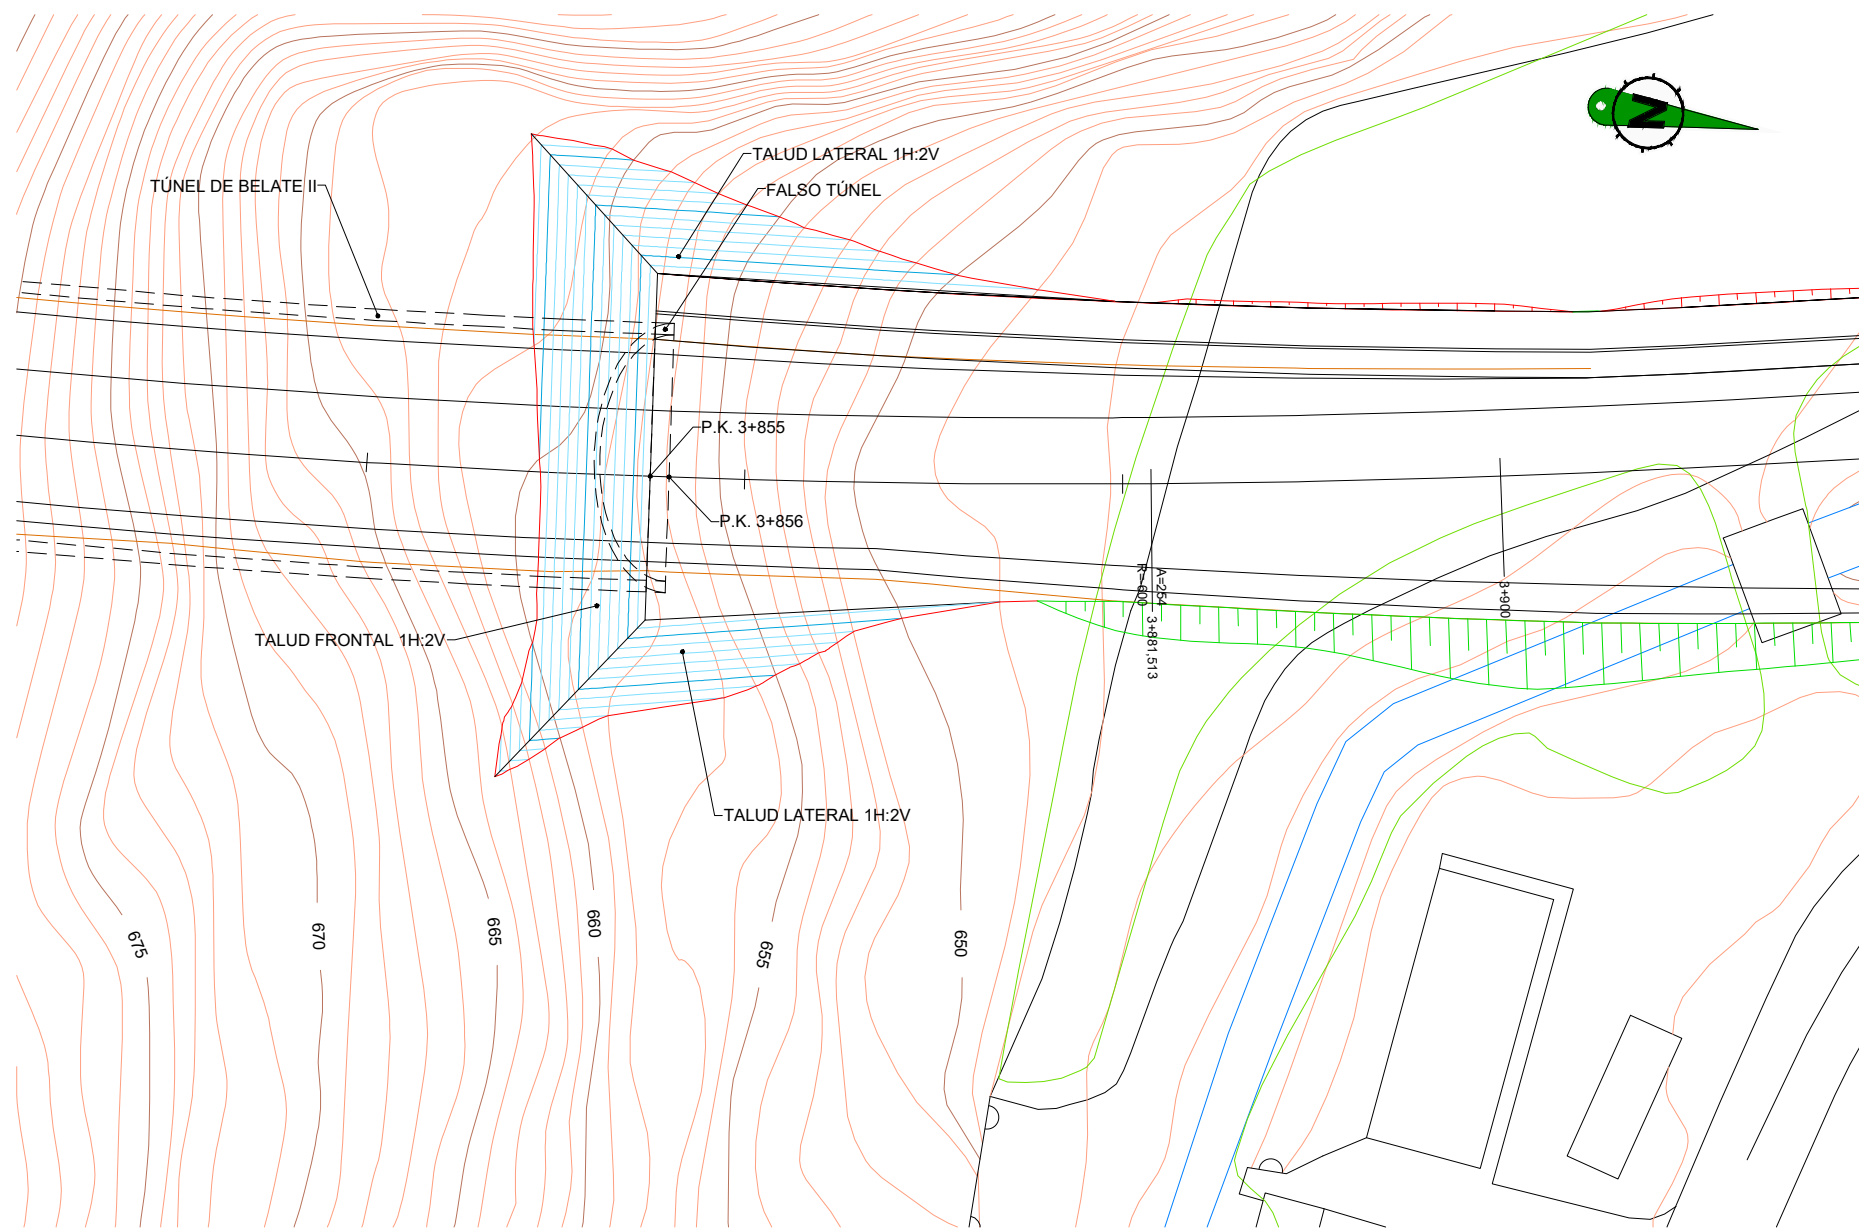 N
TALUD LATERAL 1H:2V
TÚNEL DE BELATE II
FALSO TÚNEL
P.K. 3+855
P.K. 3+856
A=254
R=-600
3+881,513
3+900
TALUD FRONTAL 1H:2V
TALUD LATERAL 1H:2V
675
670
665
660
655
650